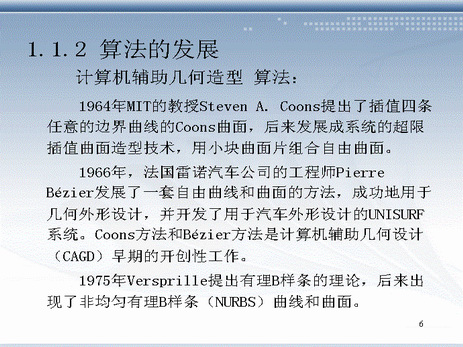 1.1.2 算法的发展
计算机辅助几何造型 算法：
1964年MIT的教授Steven A. Coons提出了插值四条
任意的边界曲线的Coons曲面，后来发展成系统的超限
插值曲面造型技术，用小块曲面片组合自由曲面。
1966年，法国雷诺汽车公司的工程师Pierre
Bézier发展了一套自由曲线和曲面的方法，成功地用于
几何外形设计，并开发了用于汽车外形设计的UNISURF
系统。Coons方法和Bézier方法是计算机辅助几何设计
（CAGD）早期的开创性工作。
1975年Versprille提出有理B样条的理论，后来出
现了非均匀有理B样条（NURBS）曲线和曲面。
6